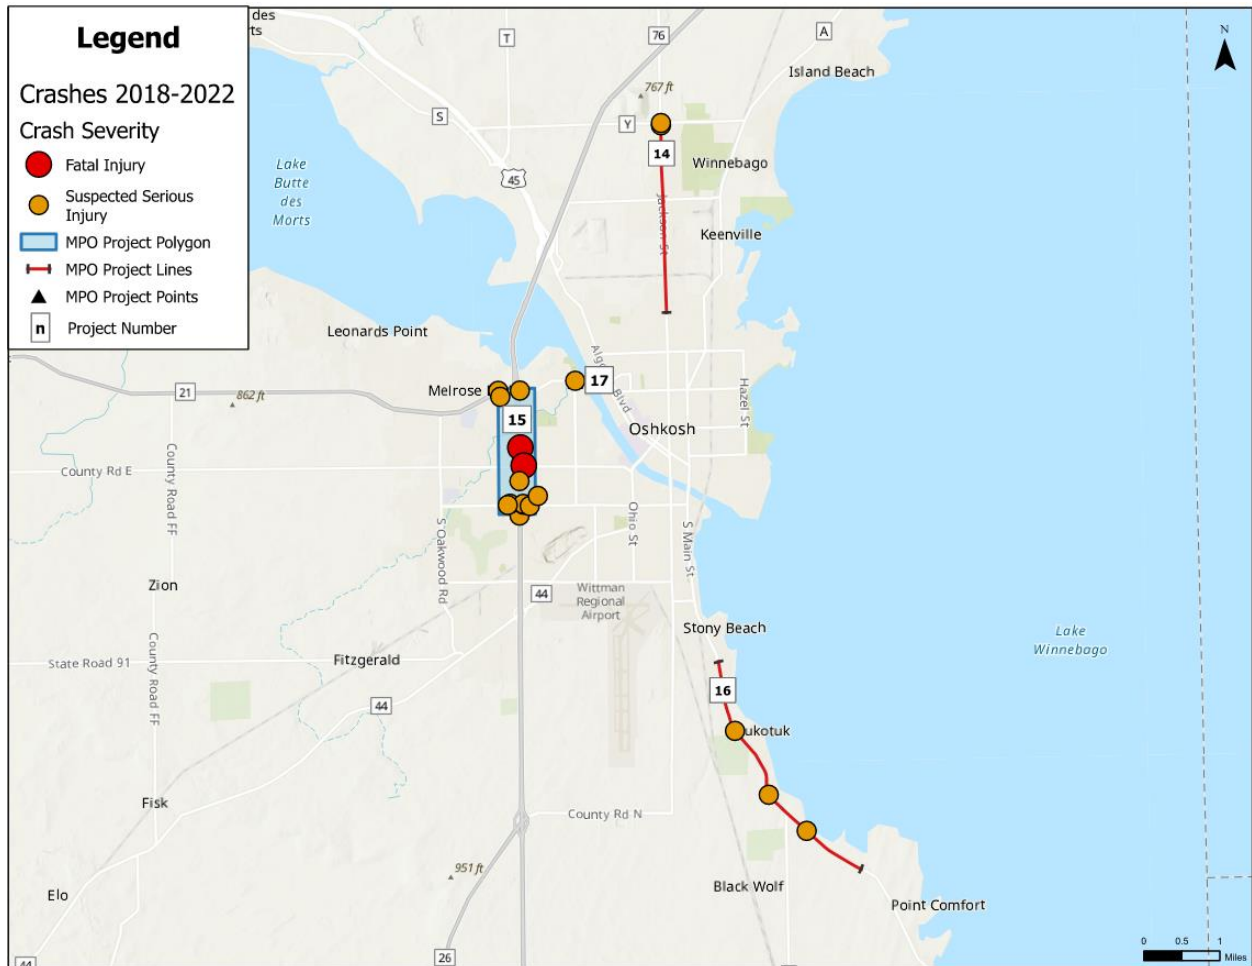 Legend
Crashes 2018-2022
Crash Severity
Fatal Injury
Suspected Serious
Injury
MPO Project Polygon
MPO Project Lines
MPO Project Points
n Project Number
des
ts
T
76
A
N
Island Beach
767 ft
S
Y
14
Winnebago
Lake
Butte
des
Morts
45
Jackson St
Keenville
Leonards Point
Algo
Blvd
Melrose
17
21
862 ft
15
Hazel St
Oshkosh
County Rd E
County Road FF
S Oakwood Rd
Ohio St
S Main St
Zion
44
Wittman
Regional
Airport
Stony Beach
Lake
Winnebago
State Road 91
Fitzgerald
County Road FF
44
16
ukotuk
Fisk
County Rd N
951 ft
Elo
Black Wolf
Point Comfort
44
26
0 0.5 1
Miles